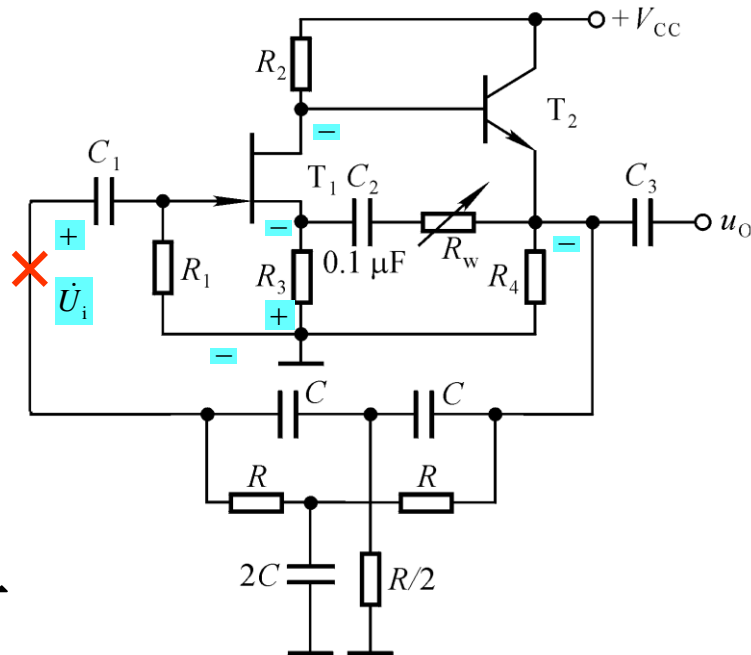 +V_CC
R_2
T_2
C_1
−
T_1
C_2
C_3
+
−
u_O
−
R_w
U̇_i
R_1
R_3
0.1 μF
R_4
+
−
C
C
R
R
2C
R/2